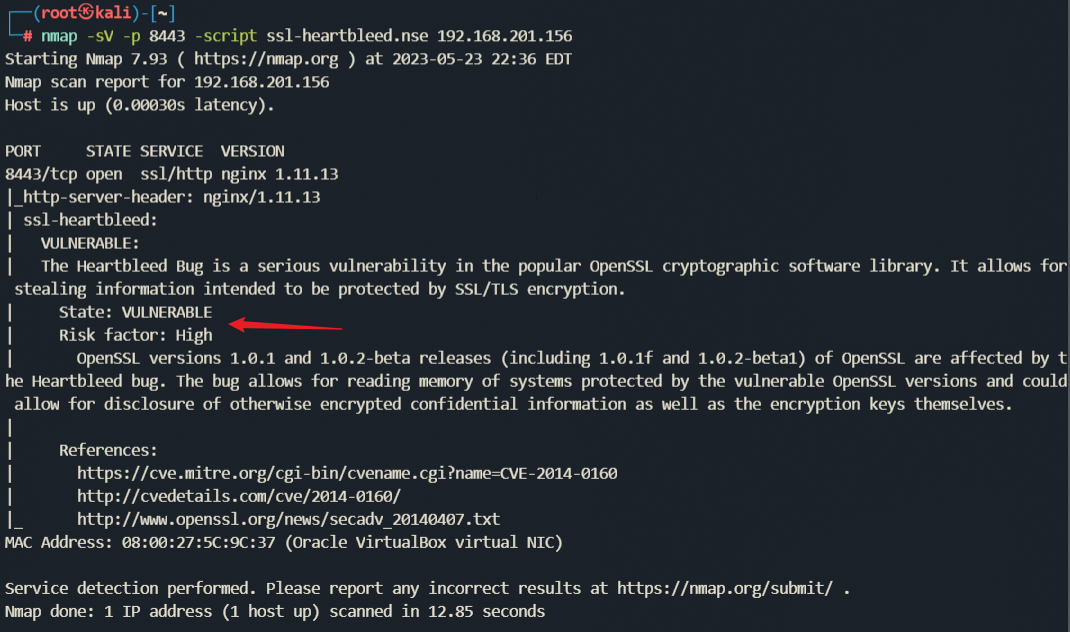 ┌──(root㉿kali)-[~]
└─# nmap -sV -p 8443 -script ssl-heartbleed.nse 192.168.201.156
Starting Nmap 7.93 ( https://nmap.org ) at 2023-05-23 22:36 EDT
Nmap scan report for 192.168.201.156
Host is up (0.00030s latency).

PORT     STATE SERVICE  VERSION
8443/tcp open  ssl/http nginx 1.11.13
|_http-server-header: nginx/1.11.13
| ssl-heartbleed:
|   VULNERABLE:
|   The Heartbleed Bug is a serious vulnerability in the popular OpenSSL cryptographic software library. It allows for
 stealing information intended to be protected by SSL/TLS encryption.
|     State: VULNERABLE
|     Risk factor: High
|       OpenSSL versions 1.0.1 and 1.0.2-beta releases (including 1.0.1f and 1.0.2-beta1) of OpenSSL are affected by t
he Heartbleed bug. The bug allows for reading memory of systems protected by the vulnerable OpenSSL versions and could
 allow for disclosure of otherwise encrypted confidential information as well as the encryption keys themselves.
|
|     References:
|       https://cve.mitre.org/cgi-bin/cvename.cgi?name=CVE-2014-0160
|       http://cvedetails.com/cve/2014-0160/
|_      http://www.openssl.org/news/secadv_20140407.txt
MAC Address: 08:00:27:5C:9C:37 (Oracle VirtualBox virtual NIC)

Service detection performed. Please report any incorrect results at https://nmap.org/submit/ .
Nmap done: 1 IP address (1 host up) scanned in 12.85 seconds